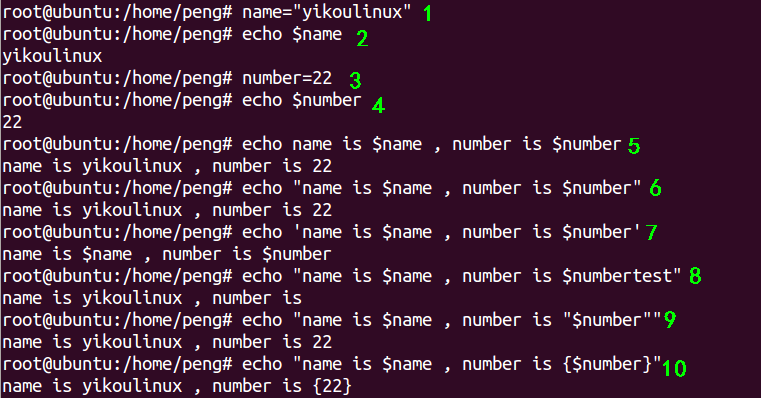 root@ubuntu:/home/peng# name="yikoulinux" 1
root@ubuntu:/home/peng# echo $name 2
yikoulinux
root@ubuntu:/home/peng# number=22 3
root@ubuntu:/home/peng# echo $number 4
22
root@ubuntu:/home/peng# echo name is $name , number is $number 5
name is yikoulinux , number is 22
root@ubuntu:/home/peng# echo "name is $name , number is $number" 6
name is yikoulinux , number is 22
root@ubuntu:/home/peng# echo 'name is $name , number is $number' 7
name is $name , number is $number
root@ubuntu:/home/peng# echo "name is $name , number is $numbertest" 8
name is yikoulinux , number is
root@ubuntu:/home/peng# echo "name is $name , number is "$number"" 9
name is yikoulinux , number is 22
root@ubuntu:/home/peng# echo "name is $name , number is {$number}" 10
name is yikoulinux , number is {22}